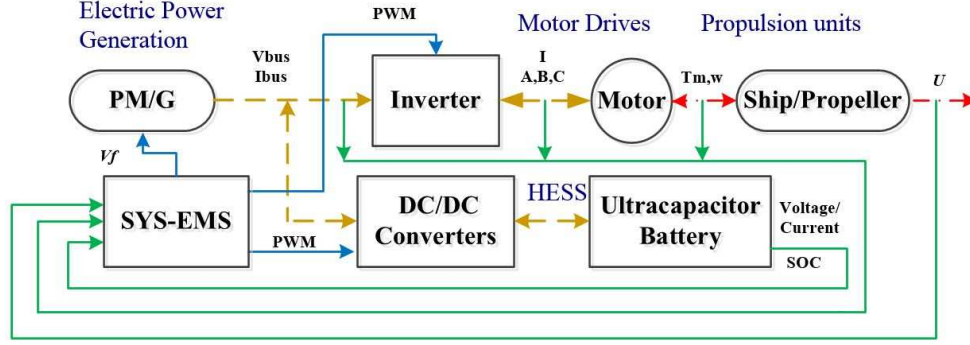 Electric Power
Generation
PWM
Motor Drives
Propulsion units
Vbus
Ibus
I
A,B,C
Tm,w
U
PM/G
Inverter
Motor
Ship/Propeller
Vf
SYS-EMS
PWM
DC/DC
Converters
HESS
Ultracapacitor
Battery
Voltage/
Current
SOC